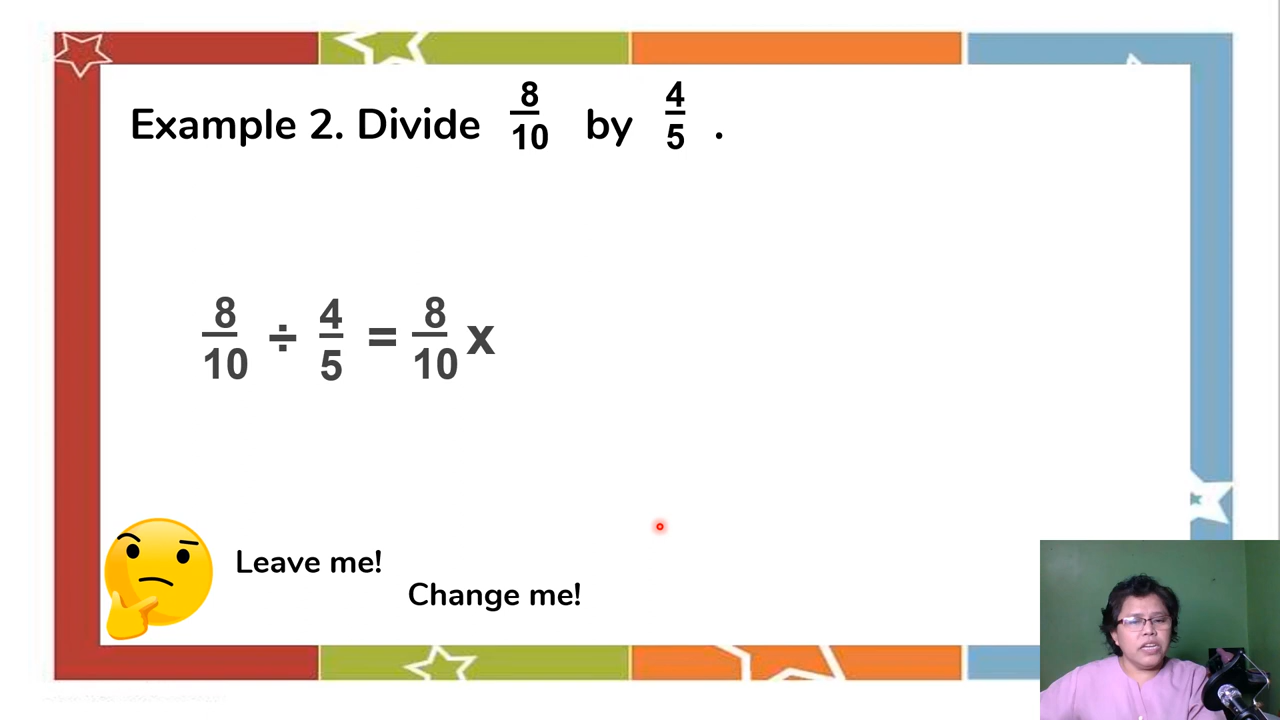 Example 2. Divide 8/10 by 4/5 .
8/10 ÷ 4/5 = 8/10 x
Leave me!
Change me!